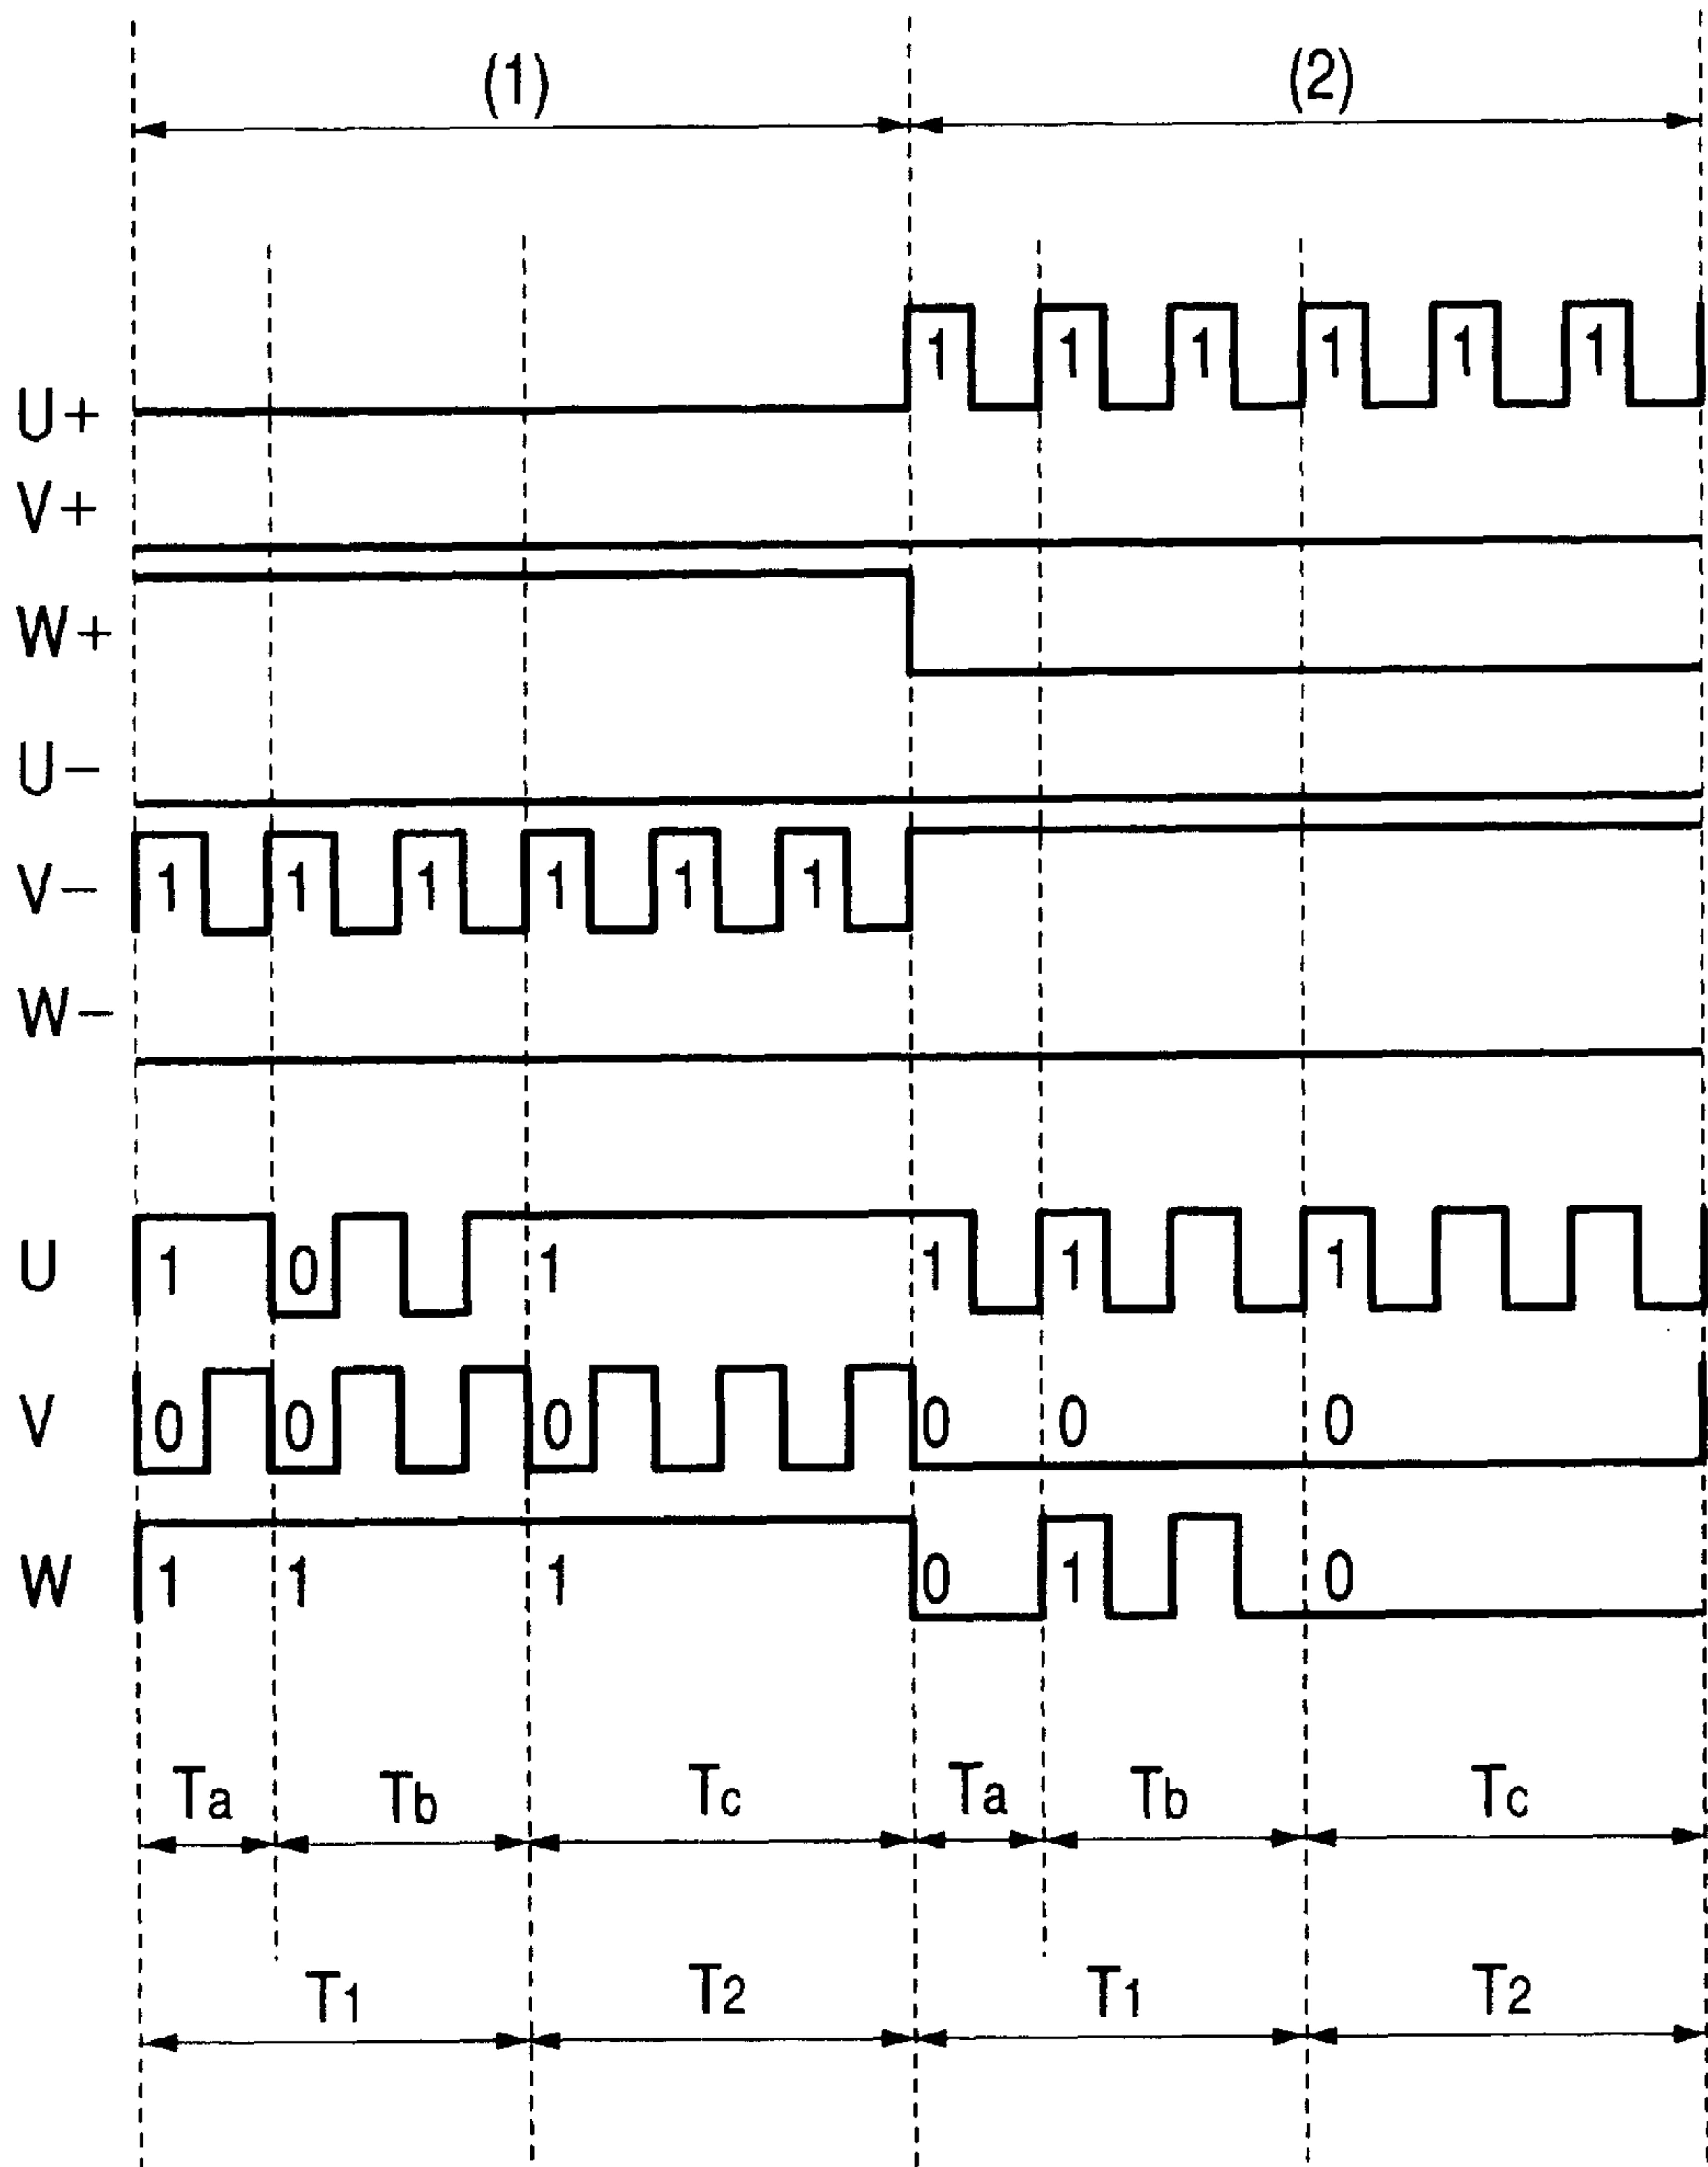 (1) (2)
U+ 1 1 1 1 1 1
V+
W+
U−
V− 1 1 1 1 1 1
W−
U 1 0 1 1 1 1
V 0 0 0 0 0 0
W 1 1 1 0 1 0
Ta Tb Tc Ta Tb Tc
T1 T2 T1 T2